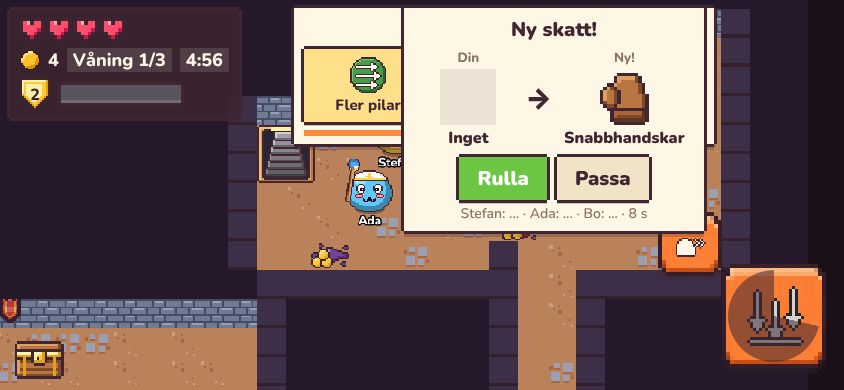 4 Våning 1/3 4:56
2
Fler pilar
Ny skatt!
Din
Ny!
Inget
Snabbhandskar
Rulla
Passa
Stefan: ... · Ada: ... · Bo: ... · 8 s
Stef
Ada